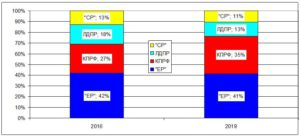 100%
90%
80%
70%
60%
50%
40%
30%
20%
10%
0%
"СР"; 13%
ЛДПР; 18%
КПРФ; 27%
"ЕР"; 42%
"СР"
ЛДПР
КПРФ
"ЕР"
"СР"; 11%
ЛДПР; 13%
КПРФ; 35%
"ЕР"; 41%
2016
2019